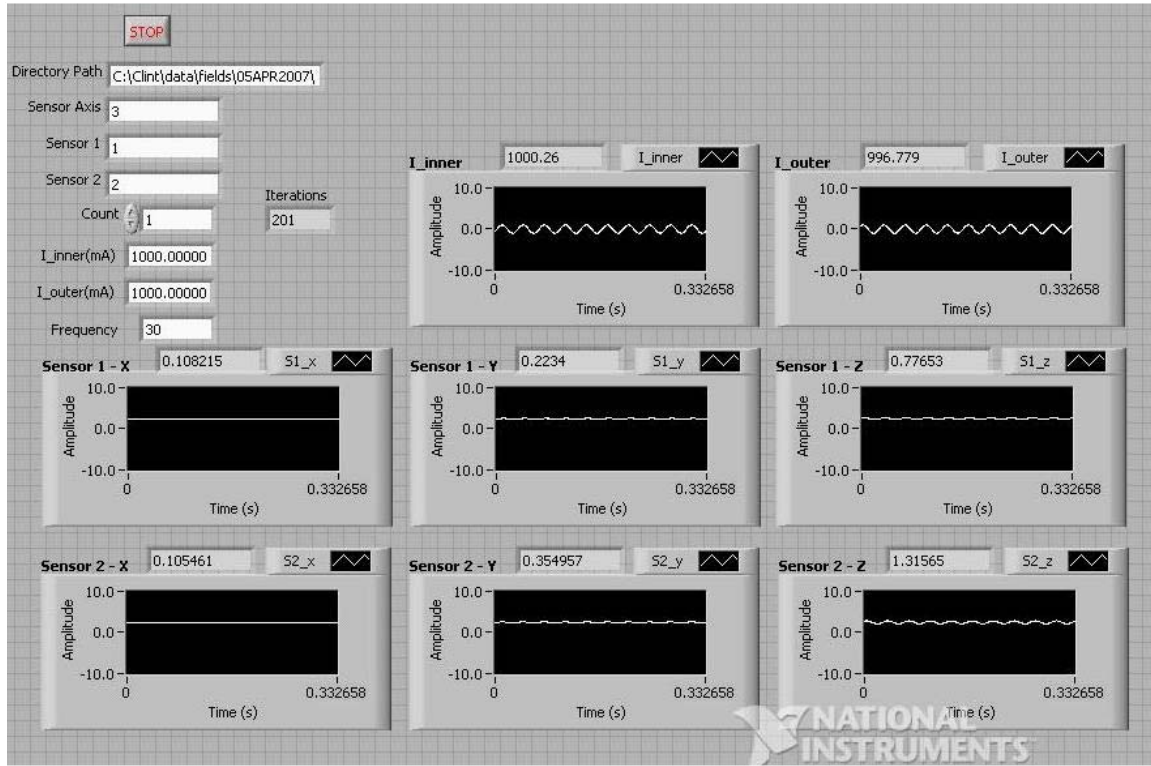 STOP
Directory Path C:\Clint\data\fields\05APR2007\
Sensor Axis 3
Sensor 1 1
Sensor 2 2
Count 1
Iterations
201
I_inner(mA) 1000.00000
I_outer(mA) 1000.00000
Frequency 30
I_inner 1000.26 I_inner
10.0
0.0
-10.0
Amplitude
0 0.332658
Time (s)
I_outer 996.779 I_outer
10.0
0.0
-10.0
Amplitude
0 0.332658
Time (s)
Sensor 1 - X 0.108215 S1_x
10.0
0.0
-10.0
Amplitude
0 0.332658
Time (s)
Sensor 1 - Y 0.2234 S1_y
10.0
0.0
-10.0
Amplitude
0 0.332658
Time (s)
Sensor 1 - Z 0.77653 S1_z
10.0
0.0
-10.0
Amplitude
0 0.332658
Time (s)
Sensor 2 - X 0.105461 S2_x
10.0
0.0
-10.0
Amplitude
0 0.332658
Time (s)
Sensor 2 - Y 0.354957 S2_y
10.0
0.0
-10.0
Amplitude
0 0.332658
Time (s)
Sensor 2 - Z 1.31565 S2_z
10.0
0.0
-10.0
Amplitude
0 0.332658
Time (s)
NATIONAL
INSTRUMENTS